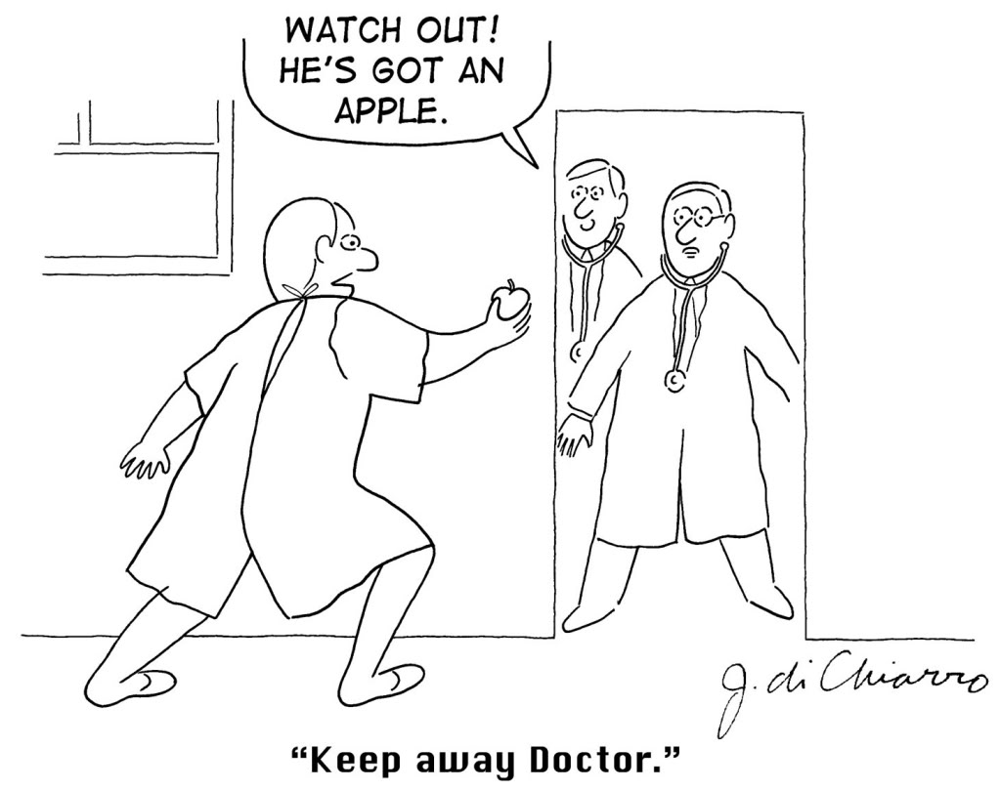 WATCH OUT!
HE'S GOT AN
APPLE.
J. di Chiarro
“Keep away Doctor.”